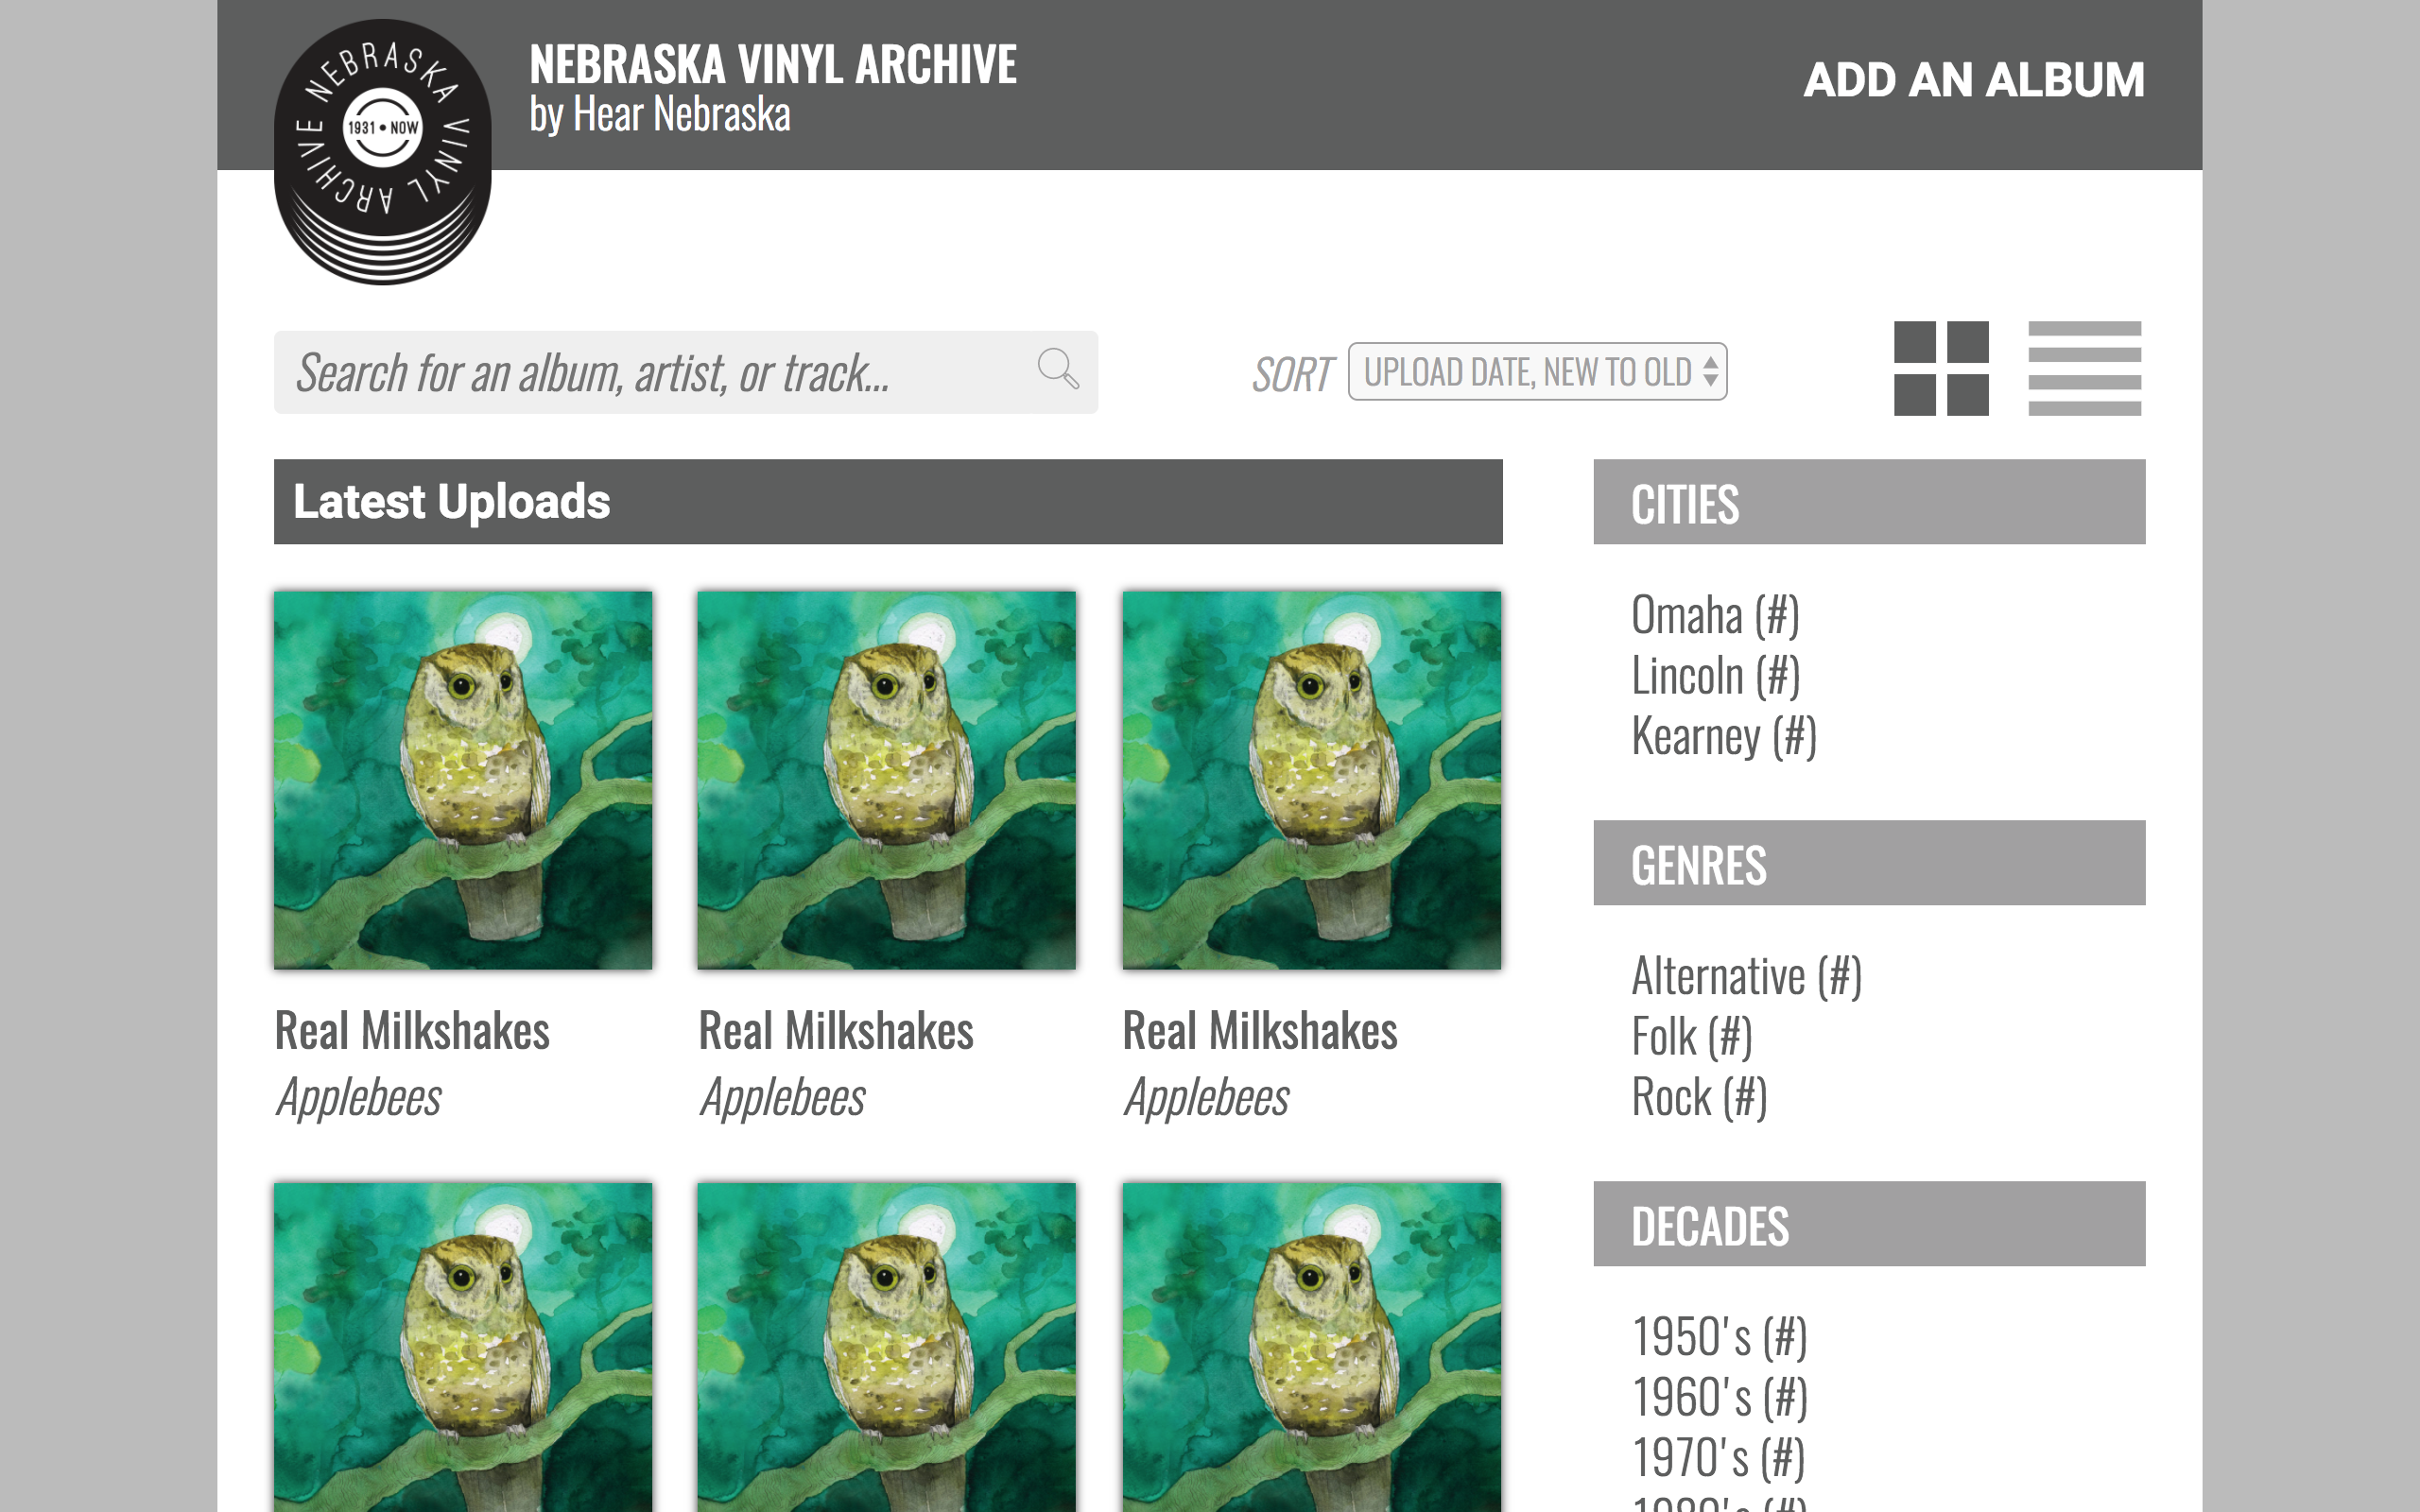 NEBRASKA VINYL ARCHIVE
1931 • NOW
NEBRASKA VINYL ARCHIVE
by Hear Nebraska
ADD AN ALBUM
Search for an album, artist, or track...
SORT
UPLOAD DATE, NEW TO OLD
Latest Uploads
Real Milkshakes
Applebees
Real Milkshakes
Applebees
Real Milkshakes
Applebees
CITIES
Omaha (#)
Lincoln (#)
Kearney (#)
GENRES
Alternative (#)
Folk (#)
Rock (#)
DECADES
1950's (#)
1960's (#)
1970's (#)